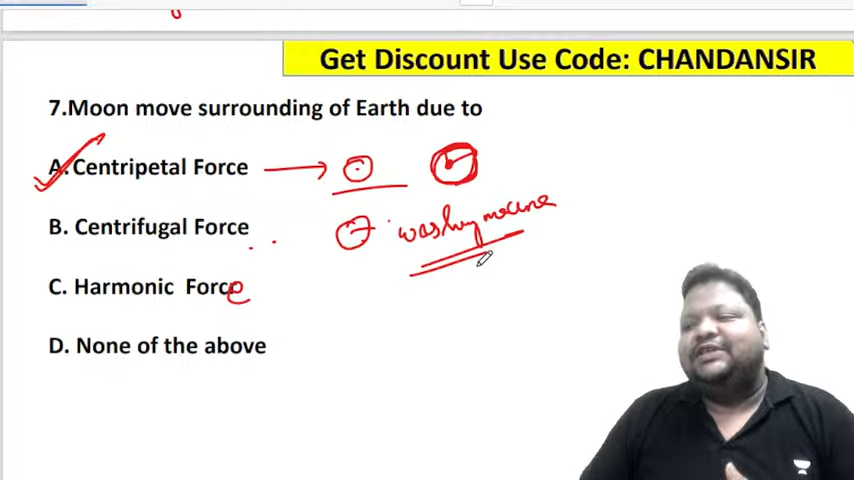 Get Discount Use Code: CHANDANSIR
7.Moon move surrounding of Earth due to
A. Centripetal Force
B. Centrifugal Force
washing macine
C. Harmonic Force
D. None of the above